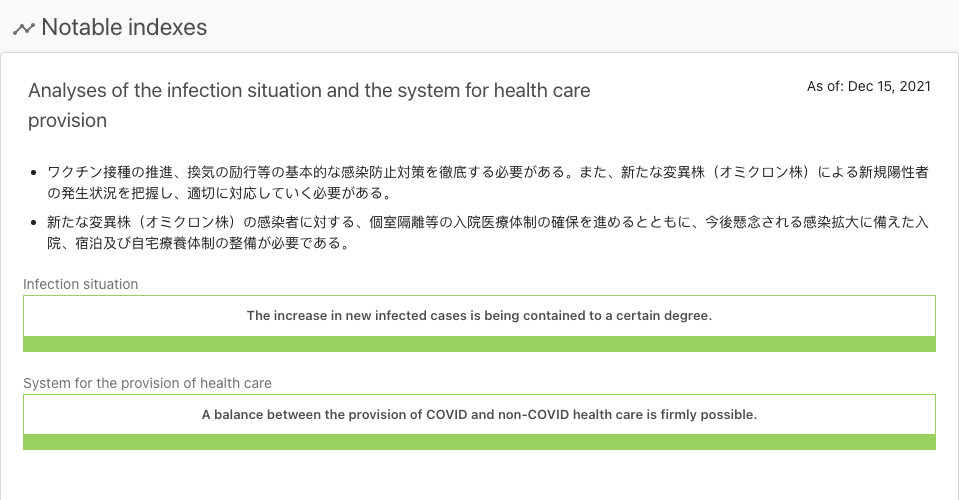 Notable indexes
Analyses of the infection situation and the system for health care
provision
As of: Dec 15, 2021
• ワクチン接種の推進、換気の励行等の基本的な感染防止対策を徹底する必要がある。また、新たな変異株（オミクロン株）による新規陽性者
の発生状況を把握し、適切に対応していく必要がある。
• 新たな変異株（オミクロン株）の感染者に対する、個室隔離等の入院医療体制の確保を進めるとともに、今後懸念される感染拡大に備えた入
院、宿泊及び自宅療養体制の整備が必要である。
Infection situation
The increase in new infected cases is being contained to a certain degree.
System for the provision of health care
A balance between the provision of COVID and non-COVID health care is firmly possible.